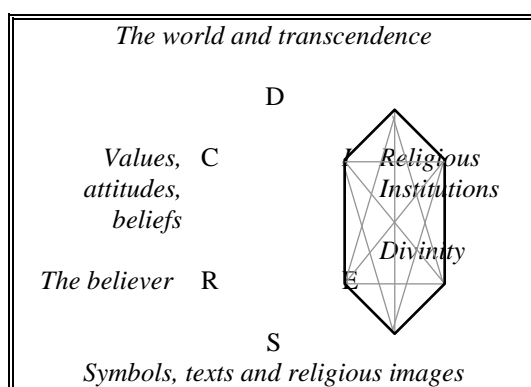 The world and transcendence
D
Values, C I Religious
attitudes, Institutions
beliefs
Divinity
The believer R E
S
Symbols, texts and religious images